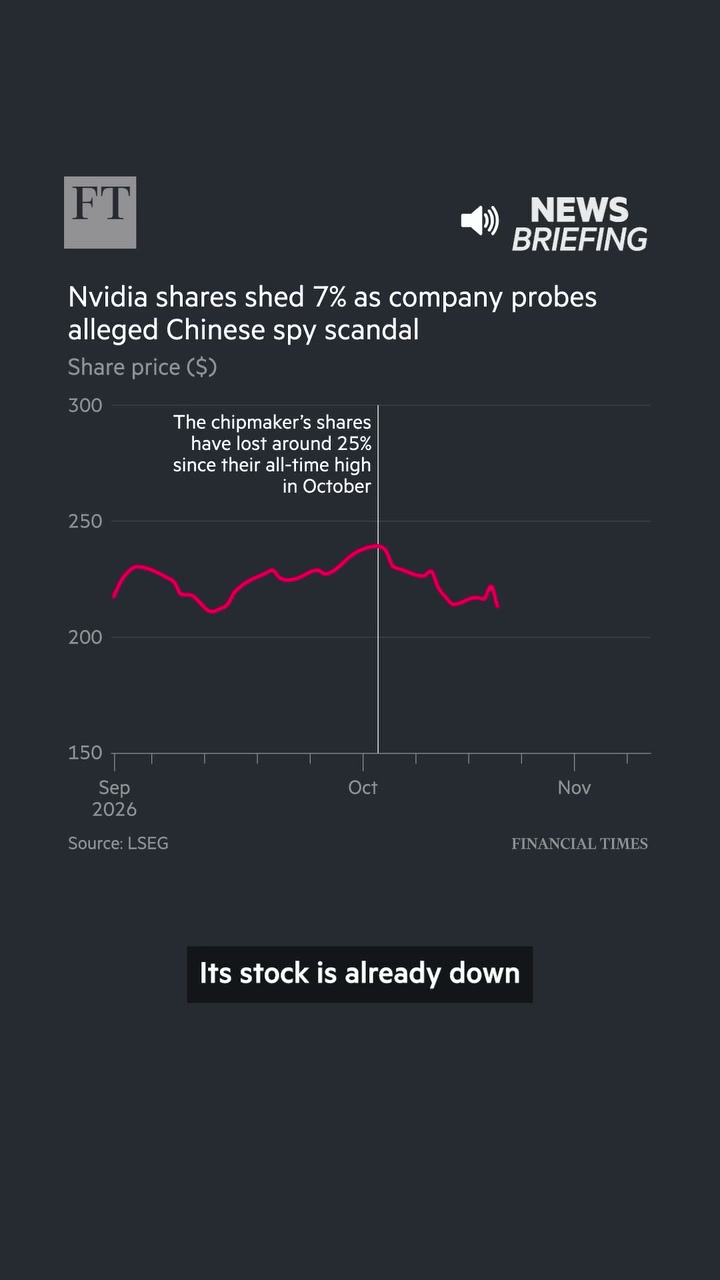 FT
NEWS
BRIEFING
Nvidia shares shed 7% as company probes
alleged Chinese spy scandal
Share price ($)
300
The chipmaker’s shares
have lost around 25%
since their all-time high
in October
250
200
150
Sep
2026
Oct
Nov
Source: LSEG
FINANCIAL TIMES
Its stock is already down